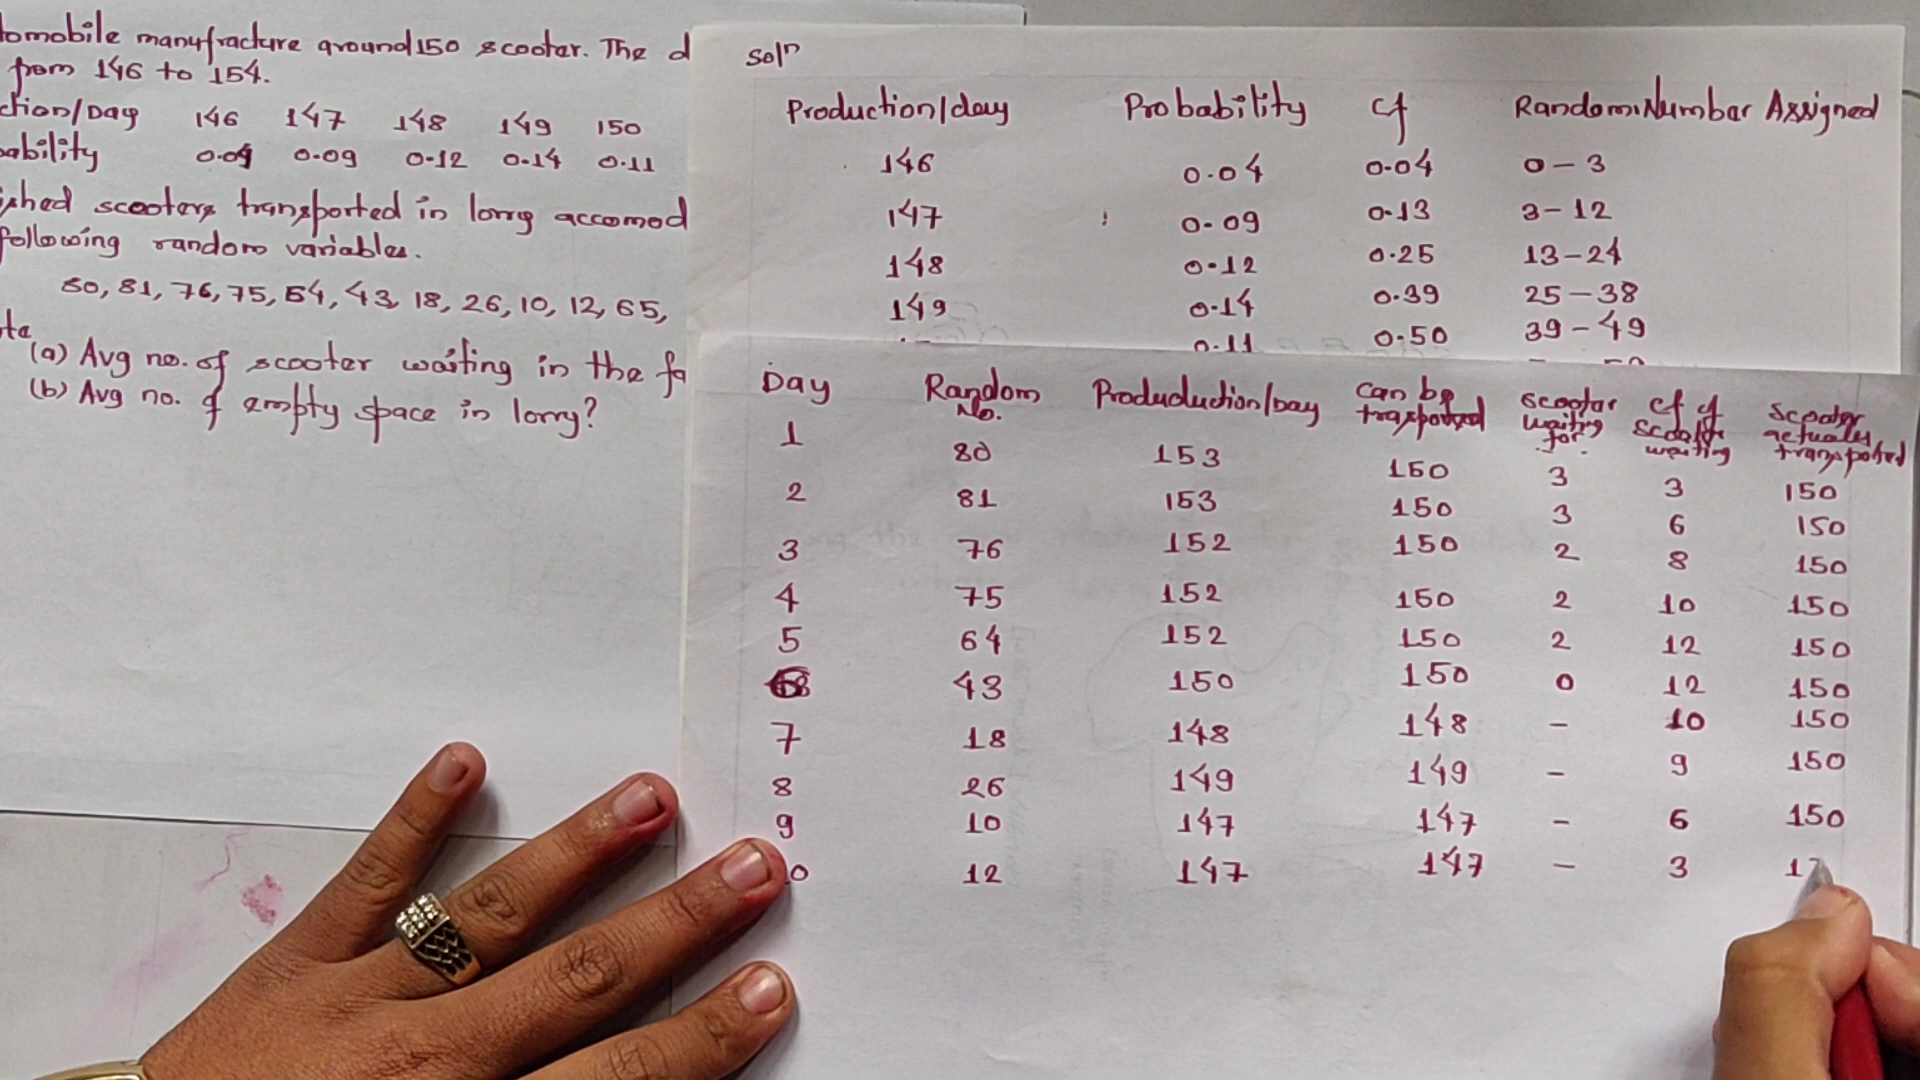 tomobile manufracture around 150 scooter. The d
from 146 to 154.
ction/Day 146 147 148 149 150
bability 0.04 0.09 0.12 0.14 0.11
ished scooters transported in lorry accomod
following random variables.
80, 81, 76, 75, 64, 43, 18, 26, 10, 12, 65,
(a) Avg no. of scooter waiting in the fa
(b) Avg no. of empty space in lorry?
Soln
Production/day Probability cf Random Numbar Assigned
146 0.04 0.04 0-3
147 0.09 0.13 3-12
148 0.12 0.25 13-24
149 0.14 0.39 25-38
0.11 0.50 39-49
Day Random No. Produduction/Day can be trasported scooter waiting for. cf of scooter waiting scooter actually transported
1 80 153 150 3 3 150
2 81 153 150 3 6 150
3 76 152 150 2 8 150
4 75 152 150 2 10 150
5 64 152 150 2 12 150
43 150 150 0 12 150
7 18 148 148 - 10 150
8 26 149 149 - 9 150
9 10 147 147 - 6 150
0 12 147 147 - 3 1